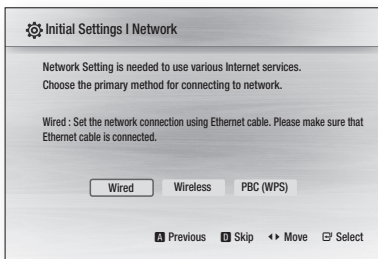 Initial Settings I Network
Network Setting is needed to use various Internet services.
Choose the primary method for connecting to network.
Wired : Set the network connection using Ethernet cable. Please make sure that
Ethernet cable is connected.
Wired Wireless PBC (WPS)
A Previous D Skip Move Select